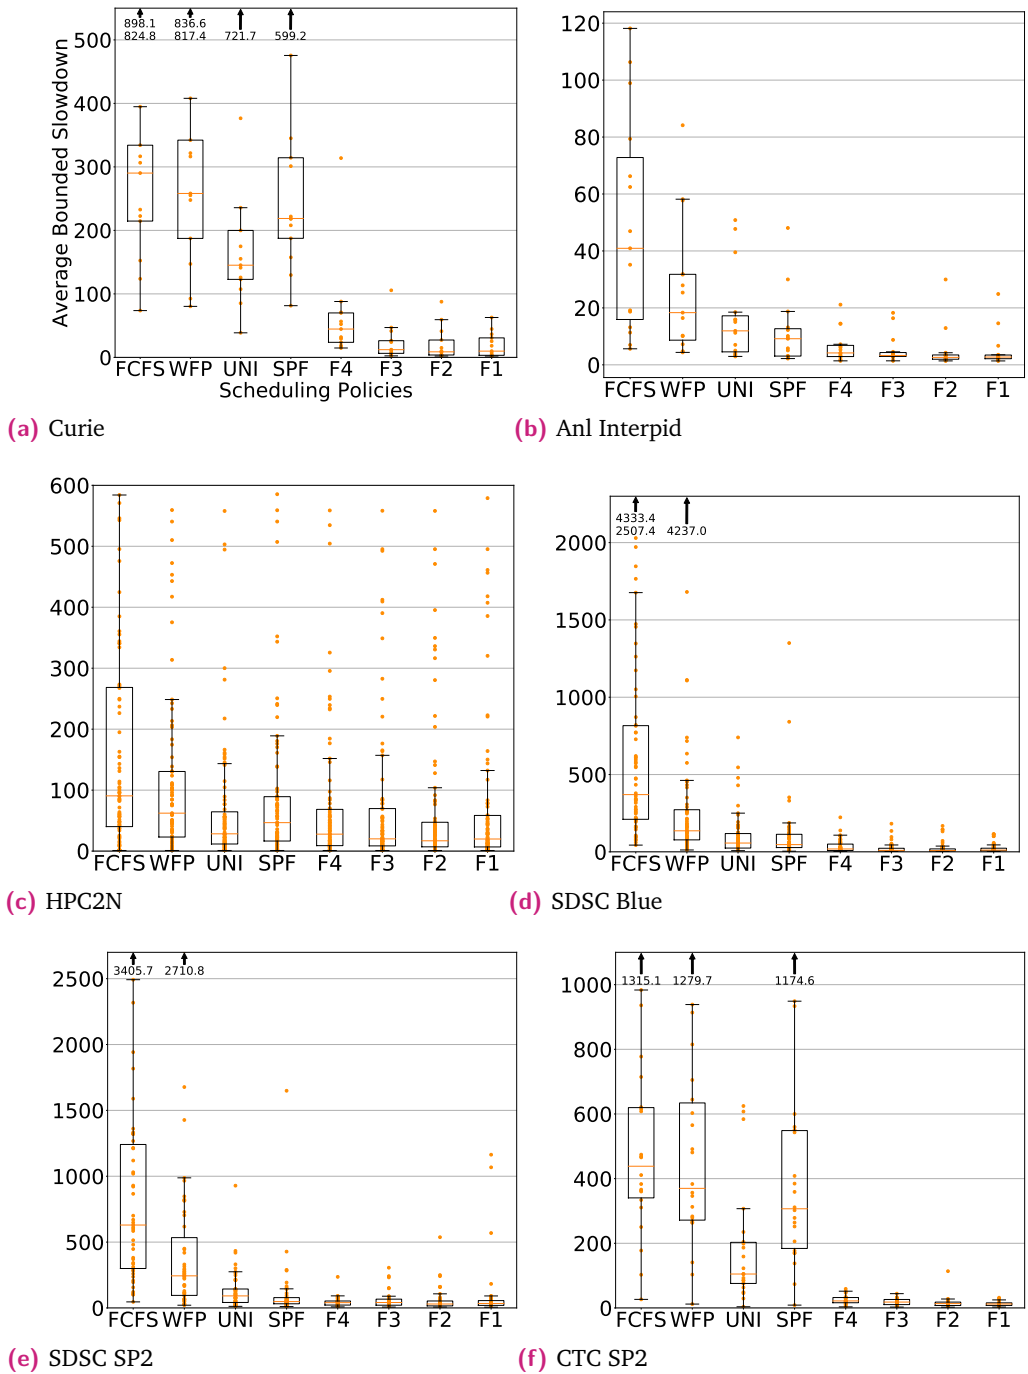 898.1 836.6
824.8 817.4 721.7 599.2
500
400
300
200
100
0
Average Bounded Slowdown
FCFS WFP UNI SPF F4 F3 F2 F1
Scheduling Policies
(a) Curie
120
100
80
60
40
20
0
FCFS WFP UNI SPF F4 F3 F2 F1
(b) Anl Interpid
600
500
400
300
200
100
0
FCFS WFP UNI SPF F4 F3 F2 F1
(c) HPC2N
4333.4
2507.4 4237.0
2000
1500
1000
500
0
FCFS WFP UNI SPF F4 F3 F2 F1
(d) SDSC Blue
3405.7 2710.8
2500
2000
1500
1000
500
0
FCFS WFP UNI SPF F4 F3 F2 F1
(e) SDSC SP2
1315.1 1279.7 1174.6
1000
800
600
400
200
0
FCFS WFP UNI SPF F4 F3 F2 F1
(f) CTC SP2